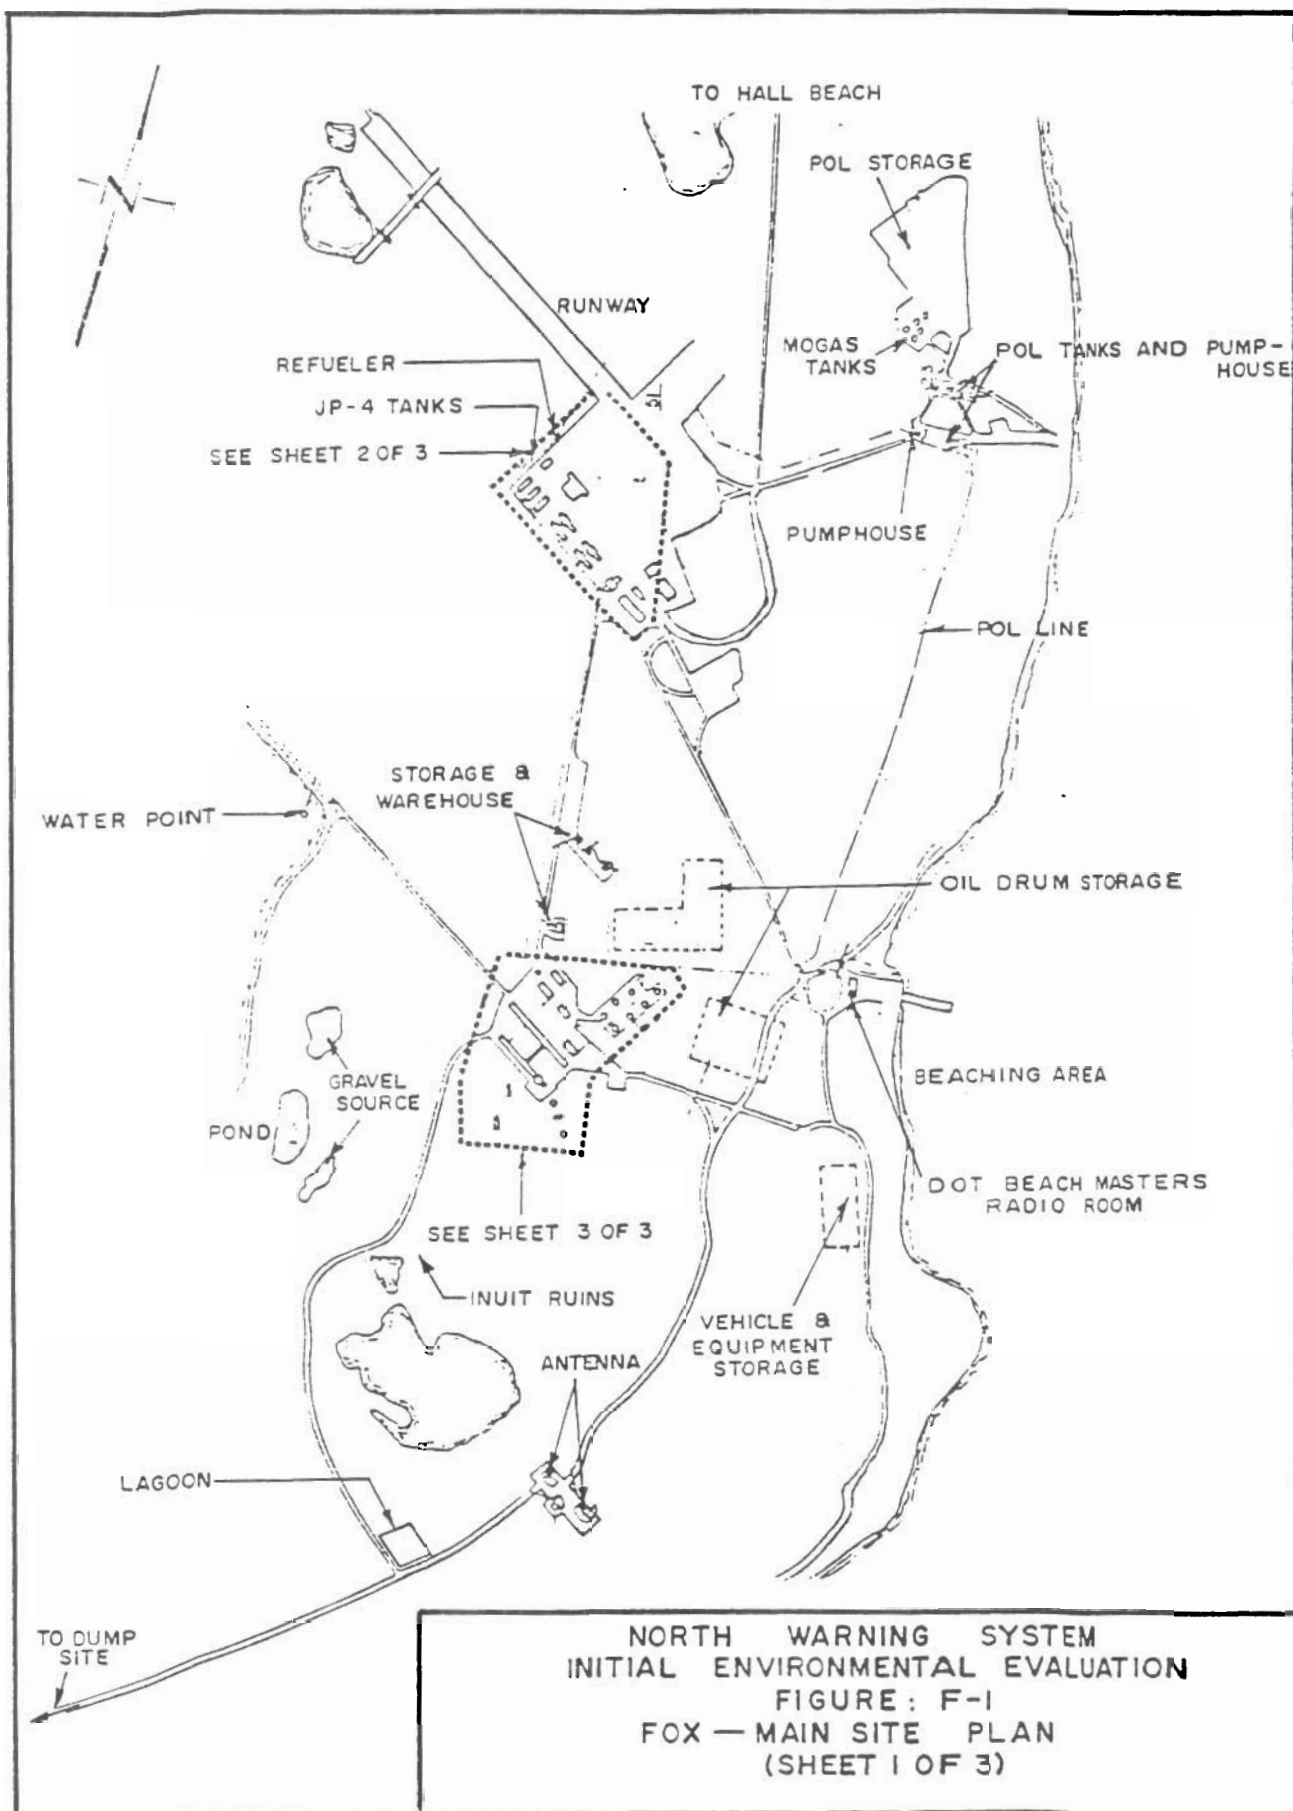 N
TO HALL BEACH
POL STORAGE
RUNWAY
MOGAS
TANKS
POL TANKS AND PUMP-
HOUSE
REFUELER
JP-4 TANKS
SEE SHEET 2 OF 3
PUMPHOUSE
POL LINE
STORAGE &
WAREHOUSE
WATER POINT
OIL DRUM STORAGE
GRAVEL
SOURCE
BEACHING AREA
POND
DOT BEACH MASTERS
RADIO ROOM
SEE SHEET 3 OF 3
INUIT RUINS
VEHICLE &
EQUIPMENT
STORAGE
ANTENNA
LAGOON
TO DUMP
SITE
NORTH WARNING SYSTEM
INITIAL ENVIRONMENTAL EVALUATION
FIGURE: F-1
FOX — MAIN SITE PLAN
(SHEET 1 OF 3)